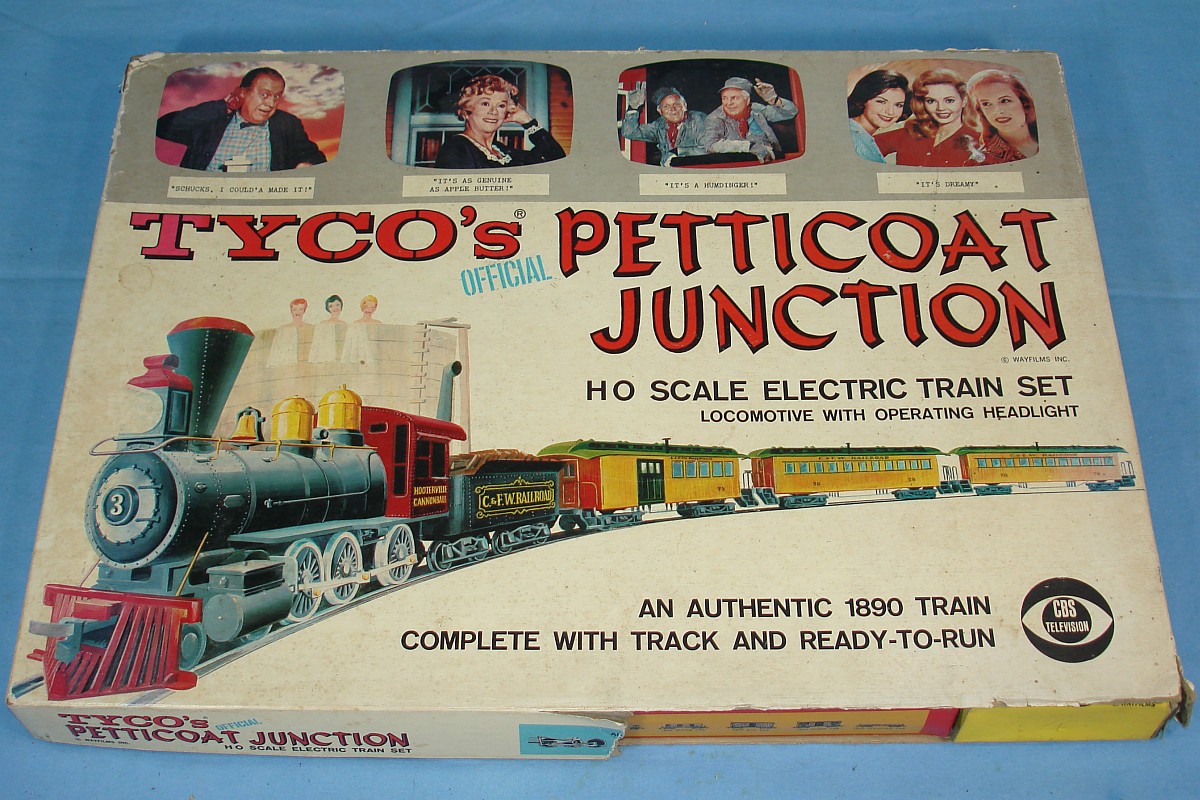 "SCHUCKS, I COULD'A MADE IT!"
"IT'S AS GENUINE
AS APPLE BUTTER!"
"IT'S A HUMDINGER!"
"IT'S DREAMY"
TYCO's® PETTICOAT
OFFICIAL
JUNCTION
© WAYFILMS INC.
HO SCALE ELECTRIC TRAIN SET
LOCOMOTIVE WITH OPERATING HEADLIGHT
3
HOOTERVILLE
CANNONBALL
C. & F. W. RAILROAD
AN AUTHENTIC 1890 TRAIN
COMPLETE WITH TRACK AND READY-TO-RUN
CBS
TELEVISION
TYCO's OFFICIAL
PETTICOAT JUNCTION
© WAYFILMS INC.
HO SCALE ELECTRIC TRAIN SET